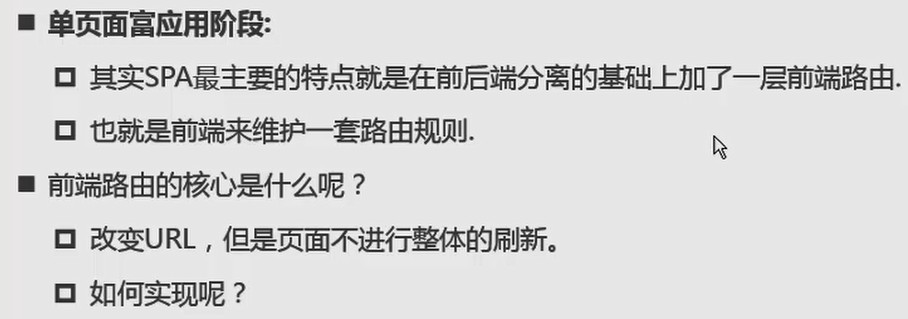 单页面富应用阶段:
其实SPA最主要的特点就是在前后端分离的基础上加了一层前端路由.
也就是前端来维护一套路由规则.
前端路由的核心是什么呢？
改变URL，但是页面不进行整体的刷新。
如何实现呢？